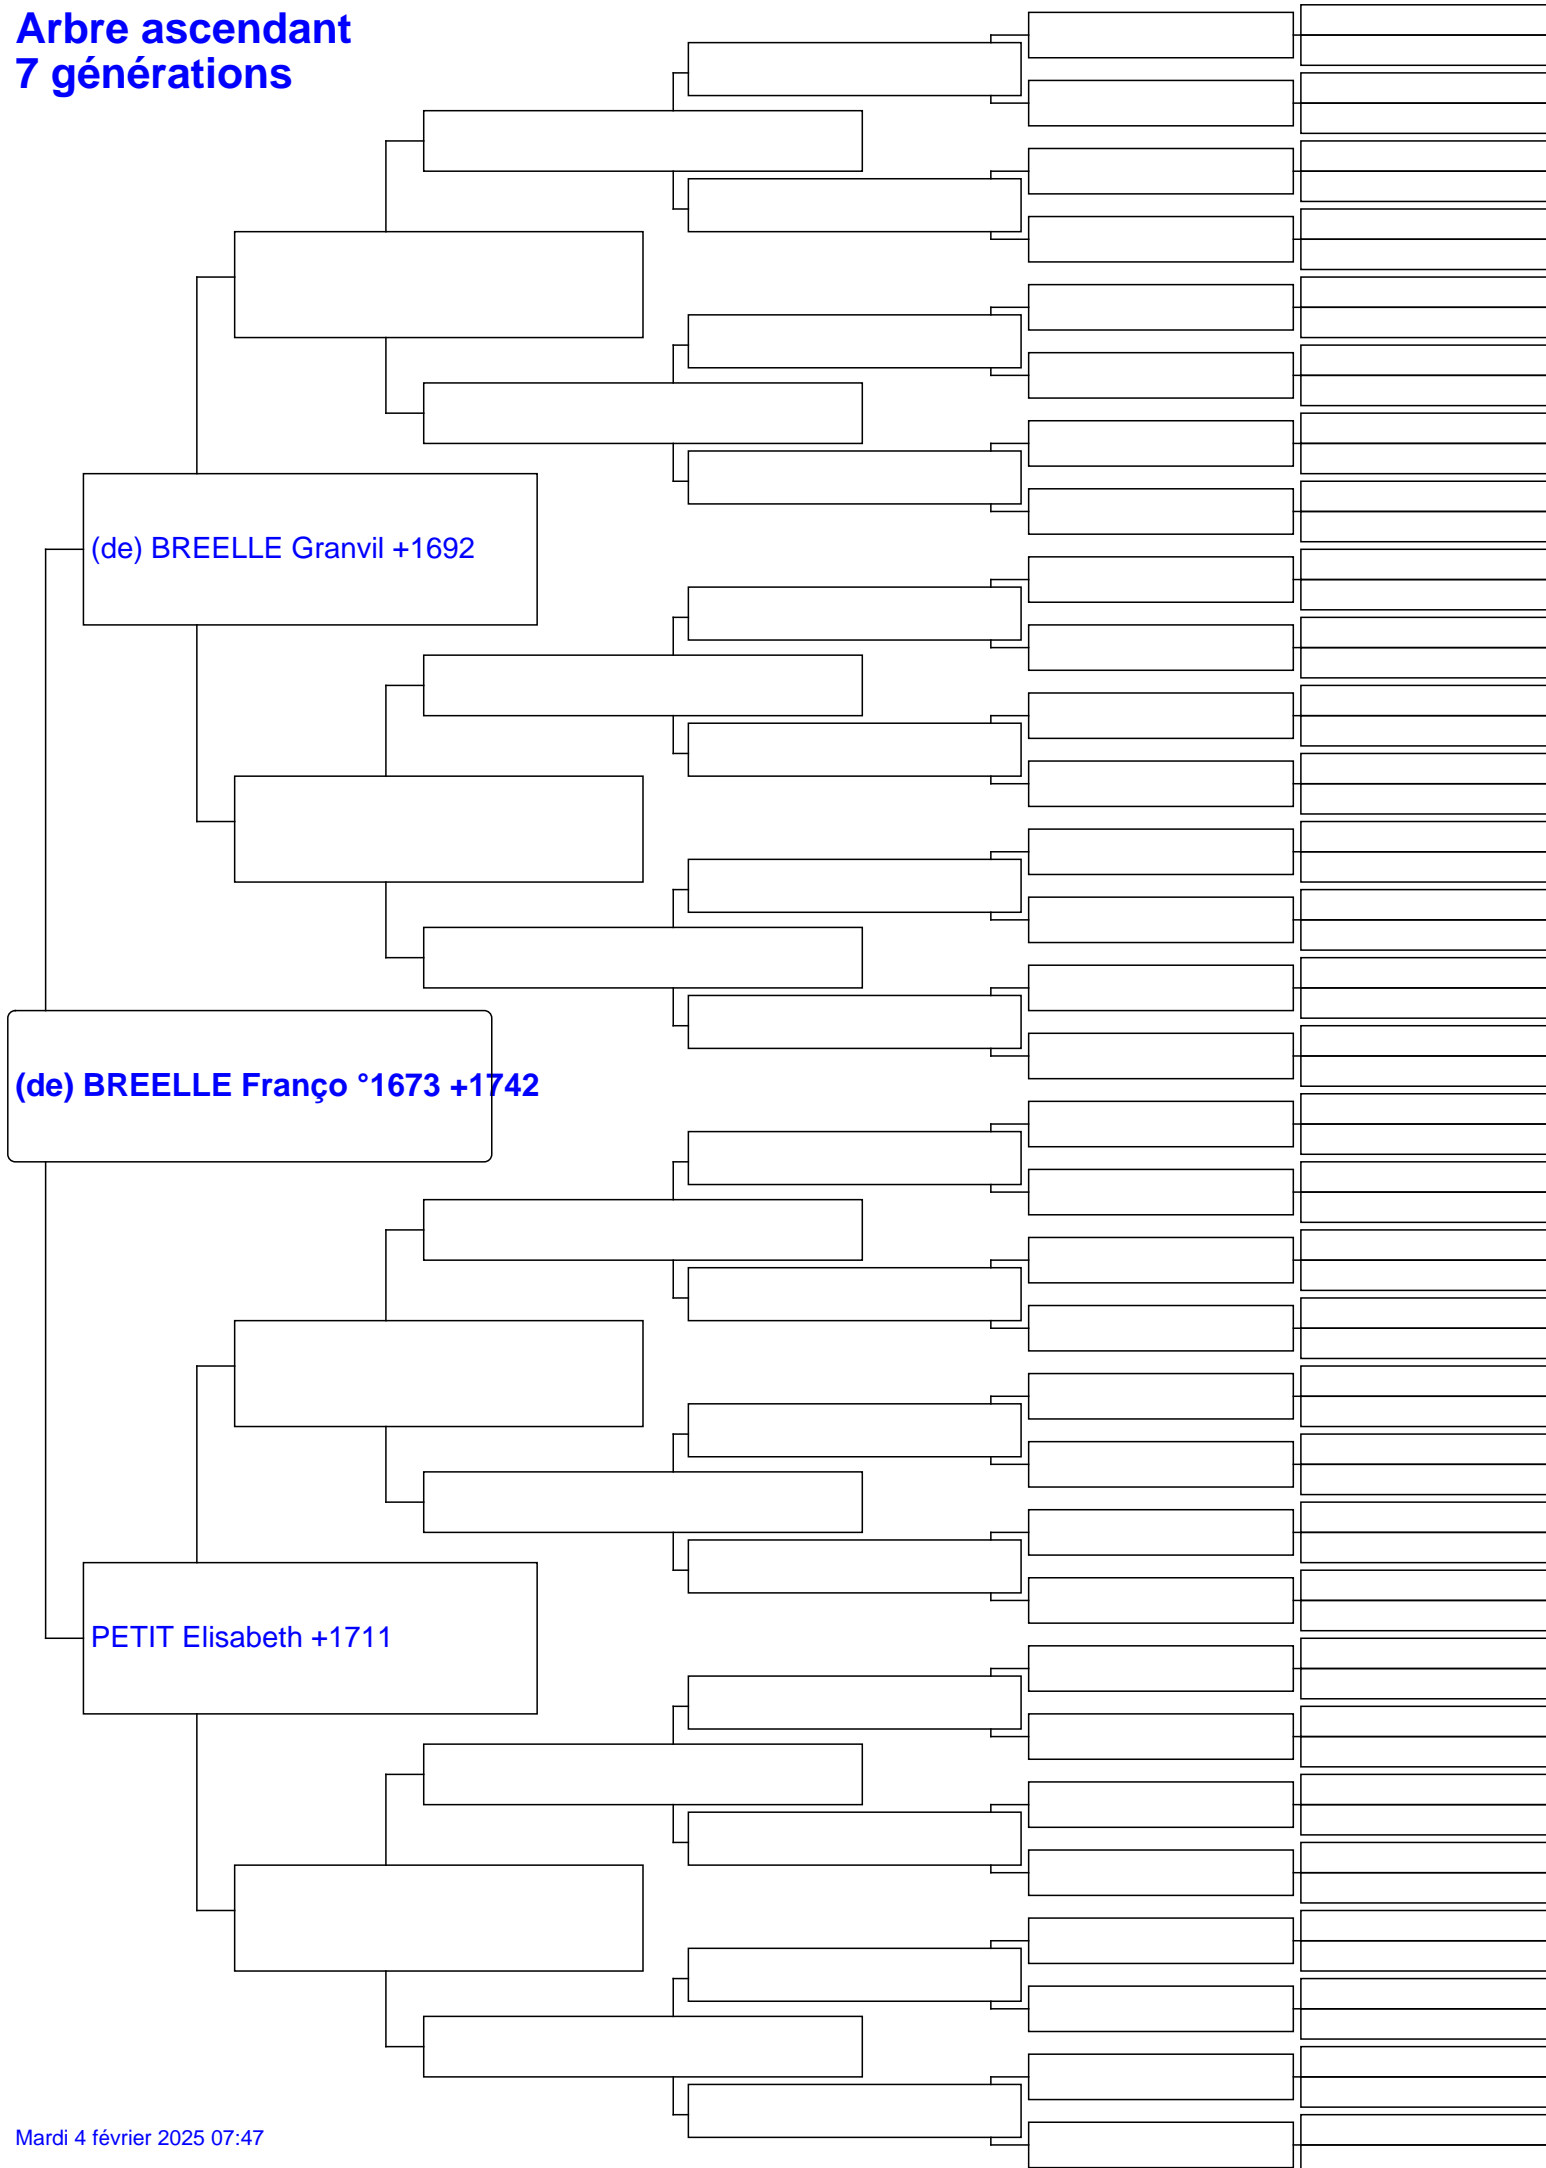 Arbre ascendant
7 générations
(de) BREELLE Granvil +1692
(de) BREELLE Franço °1673 +1742
PETIT Elisabeth +1711
Mardi 4 février 2025 07:47